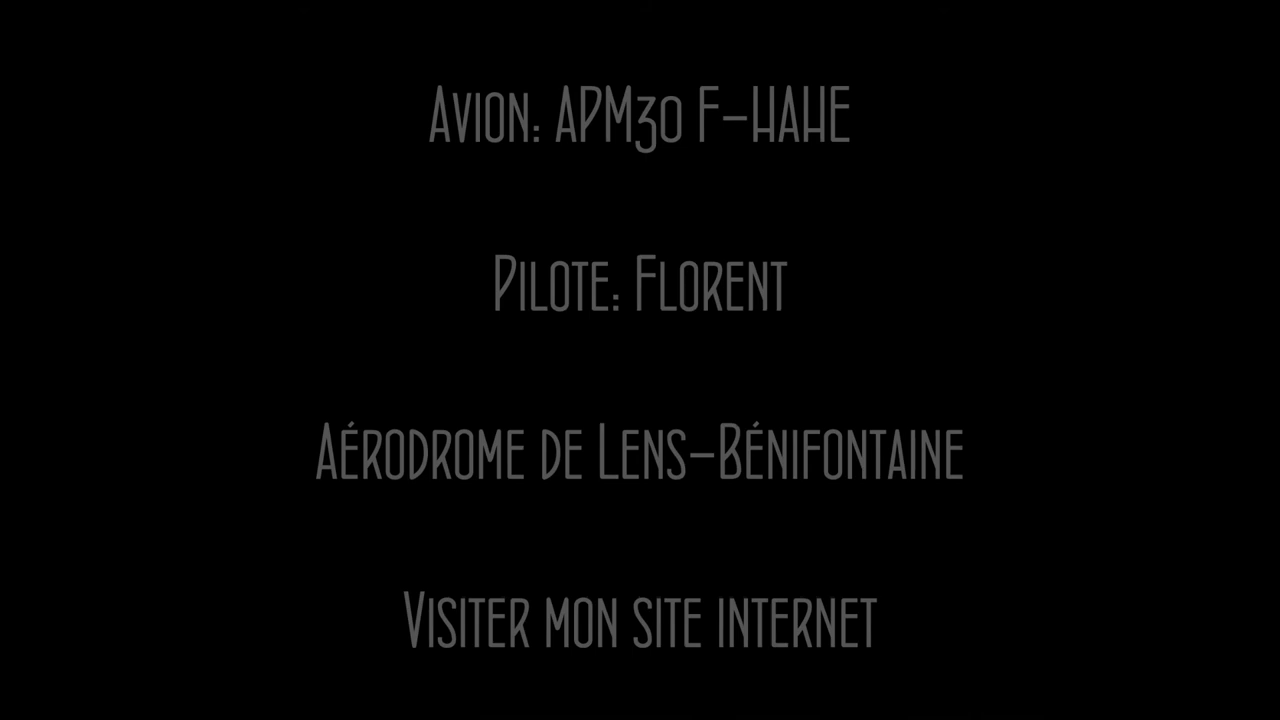 Avion: APM30 F-HAHE
Pilote: Florent
Aérodrome de Lens-Bénifontaine
Visiter mon site internet